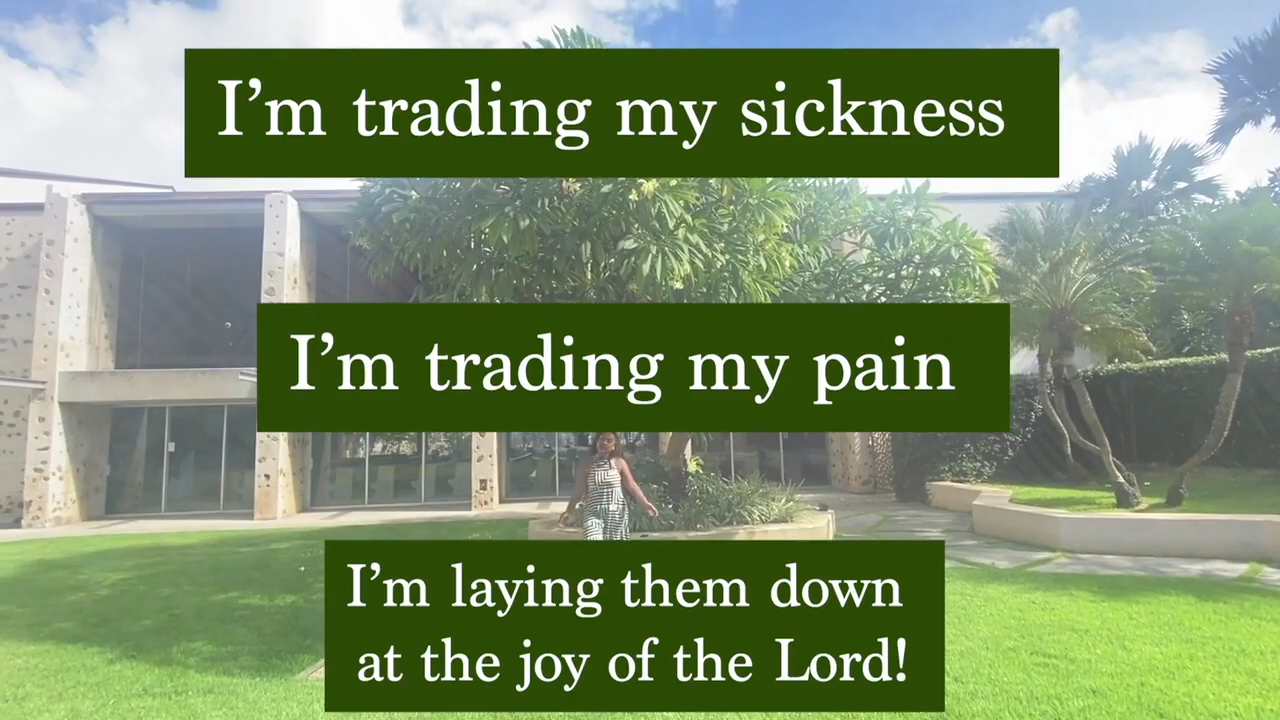 I’m trading my sickness
I’m trading my pain
I’m laying them down
at the joy of the Lord!